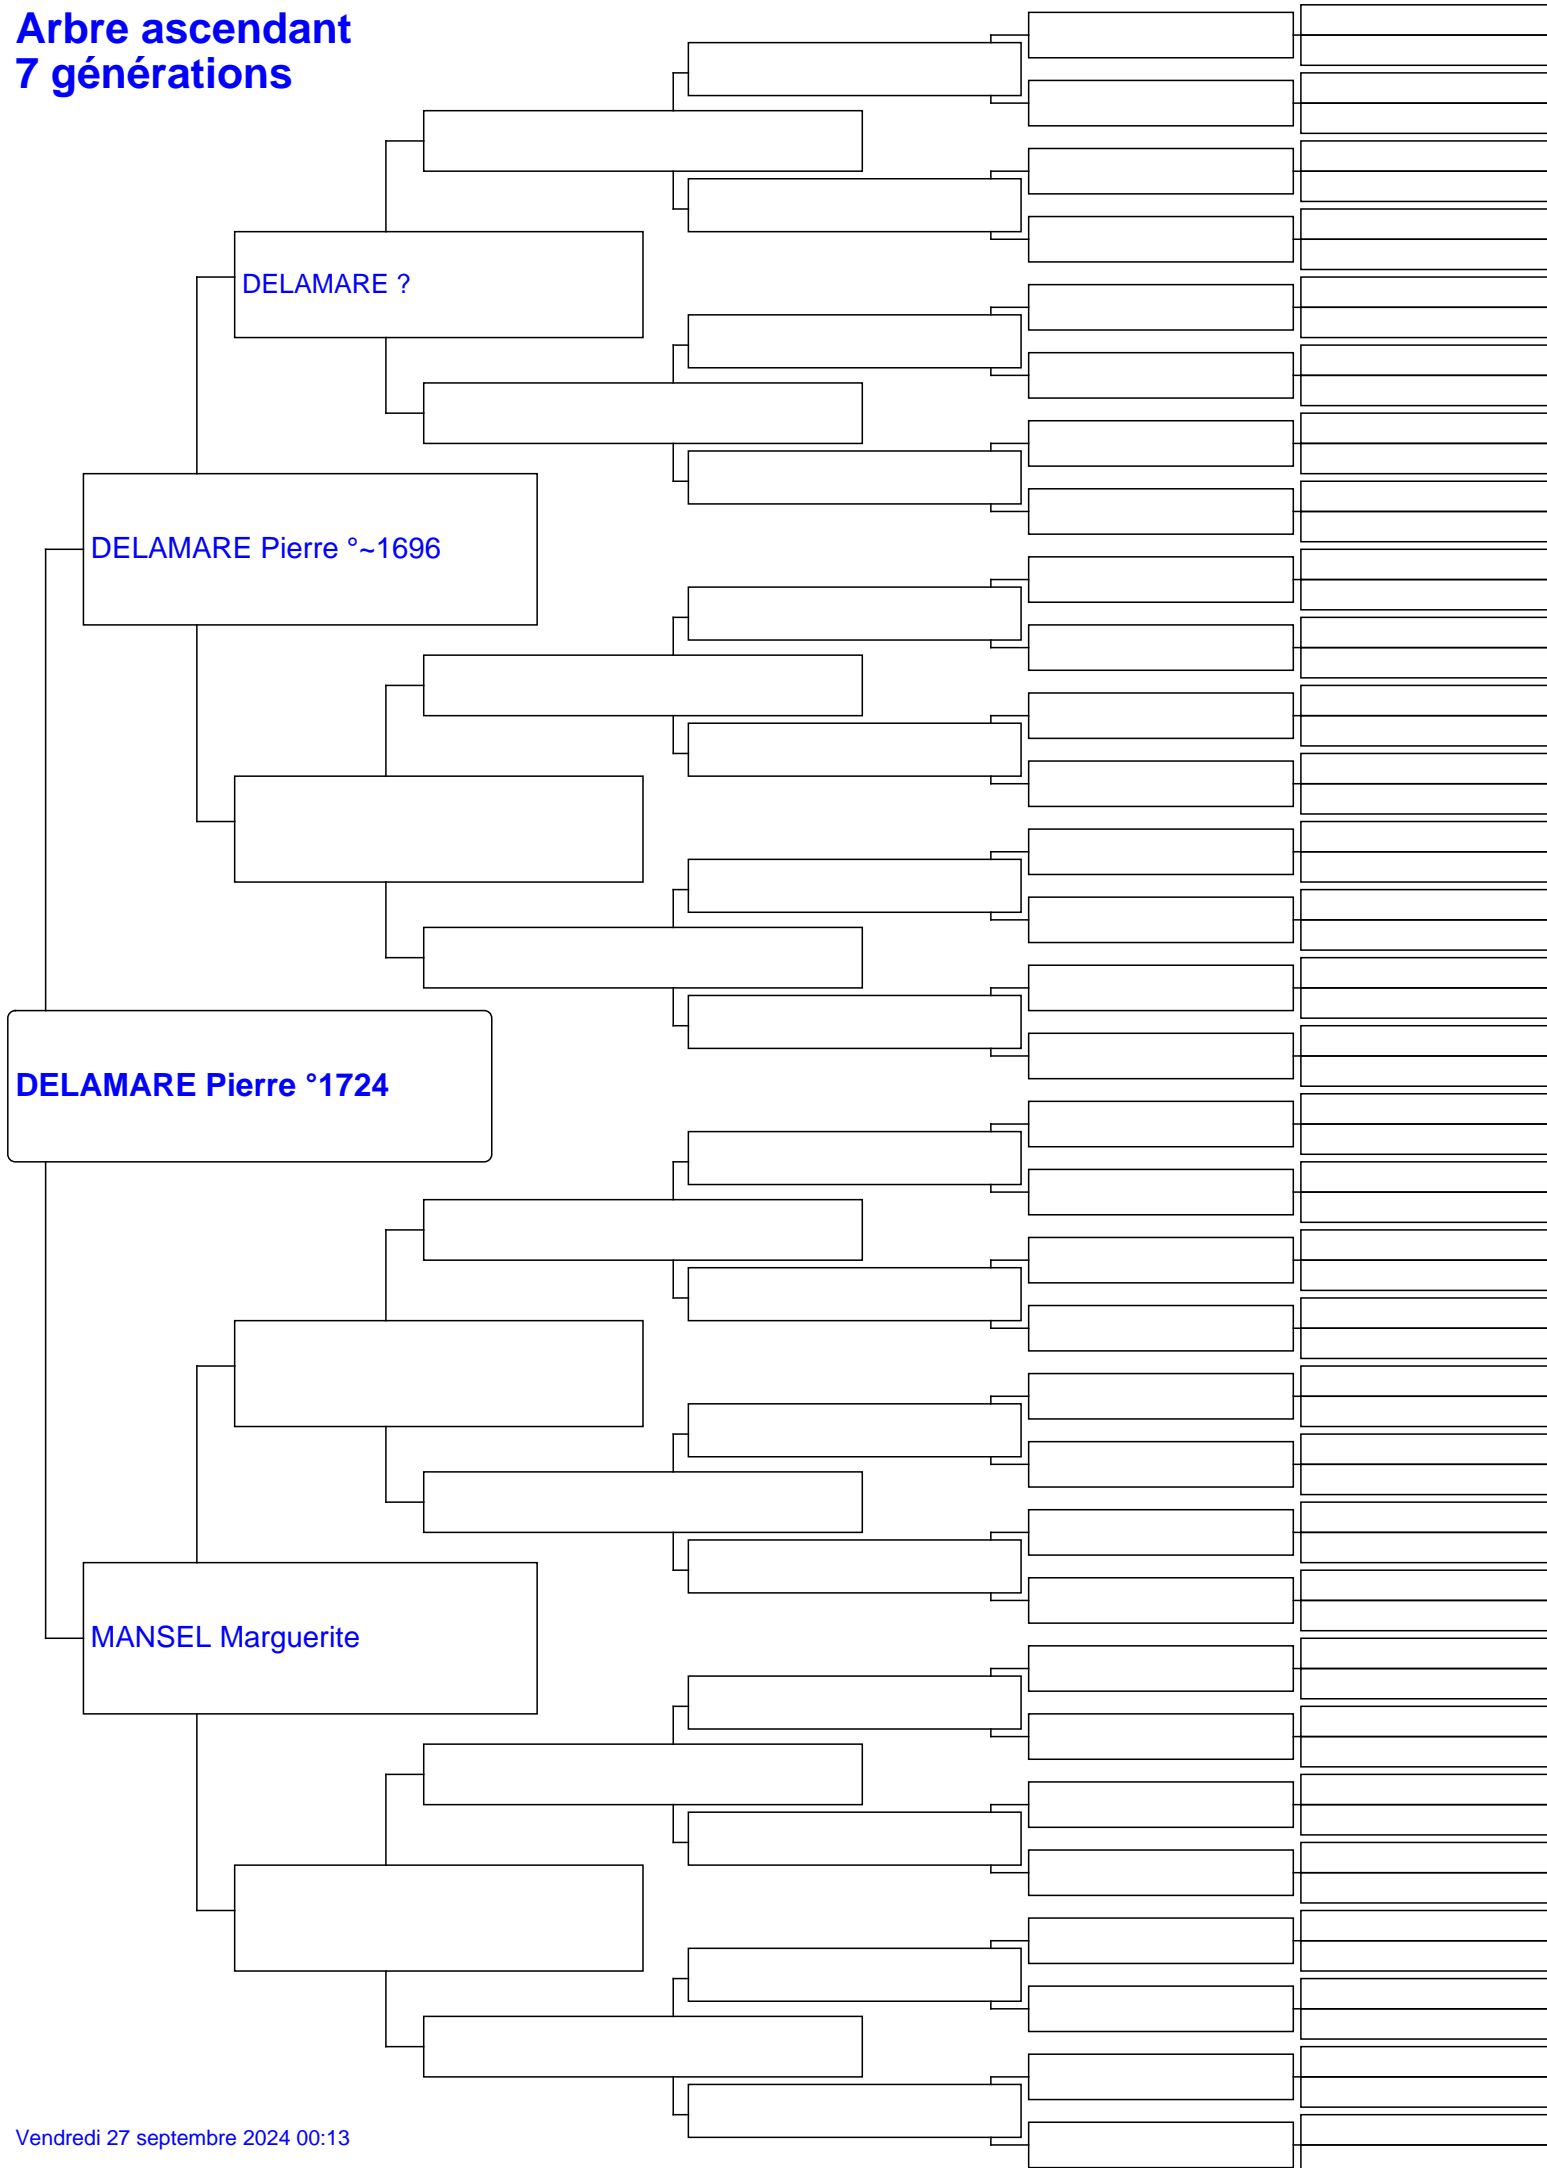 Arbre ascendant
7 générations
DELAMARE ?
DELAMARE Pierre °~1696
DELAMARE Pierre °1724
MANSEL Marguerite
Vendredi 27 septembre 2024 00:13